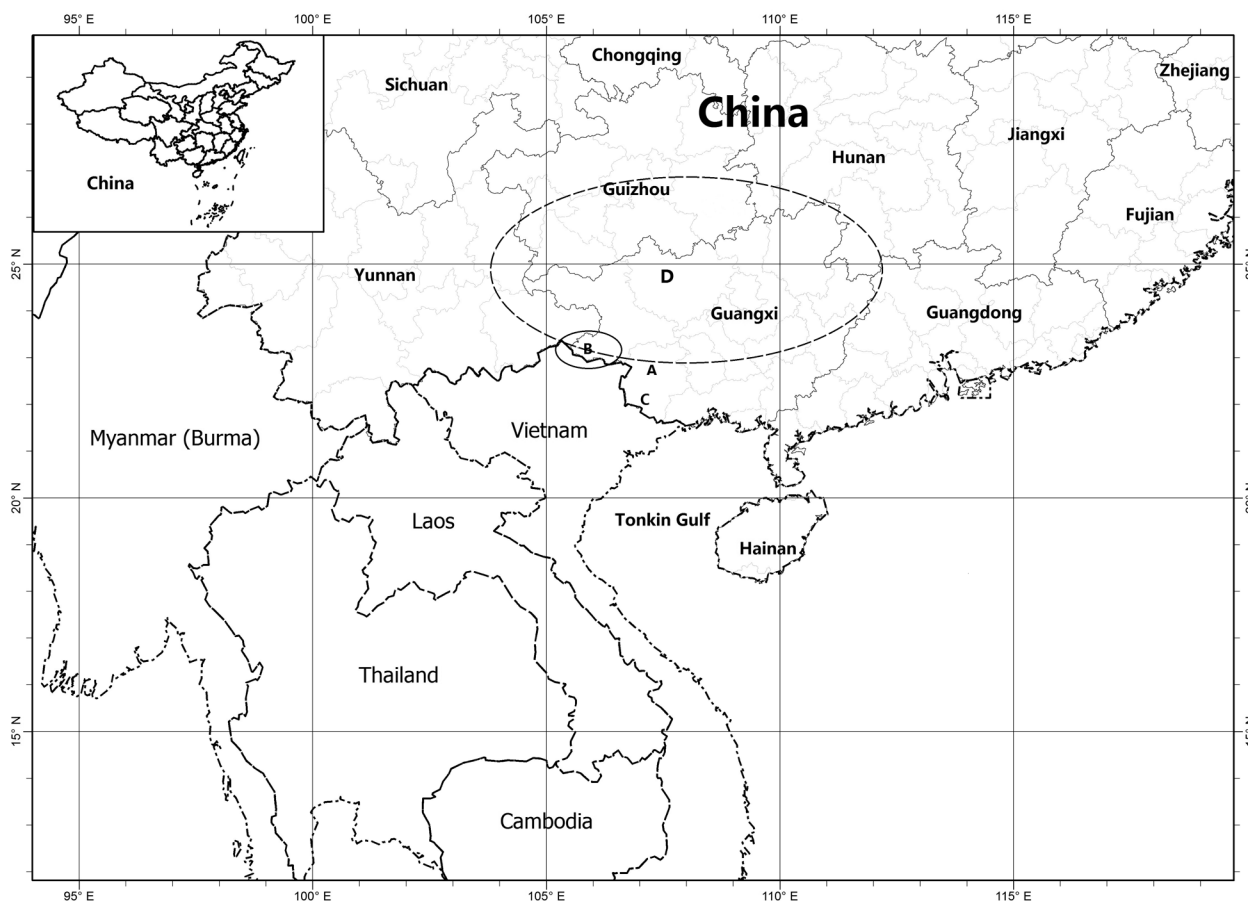 95° E 100° E 105° E 110° E 115° E
Chongqing
Zhejiang
Sichuan
China
Jiangxi
Hunan
China
Guizhou
Fujian
25° N
Yunnan
D
Guangxi
Guangdong
B
A
C
Vietnam
Myanmar (Burma)
20° N
Laos
Tonkin Gulf
Hainan
Thailand
15° N
Cambodia
95° E 100° E 105° E 110° E 115° E